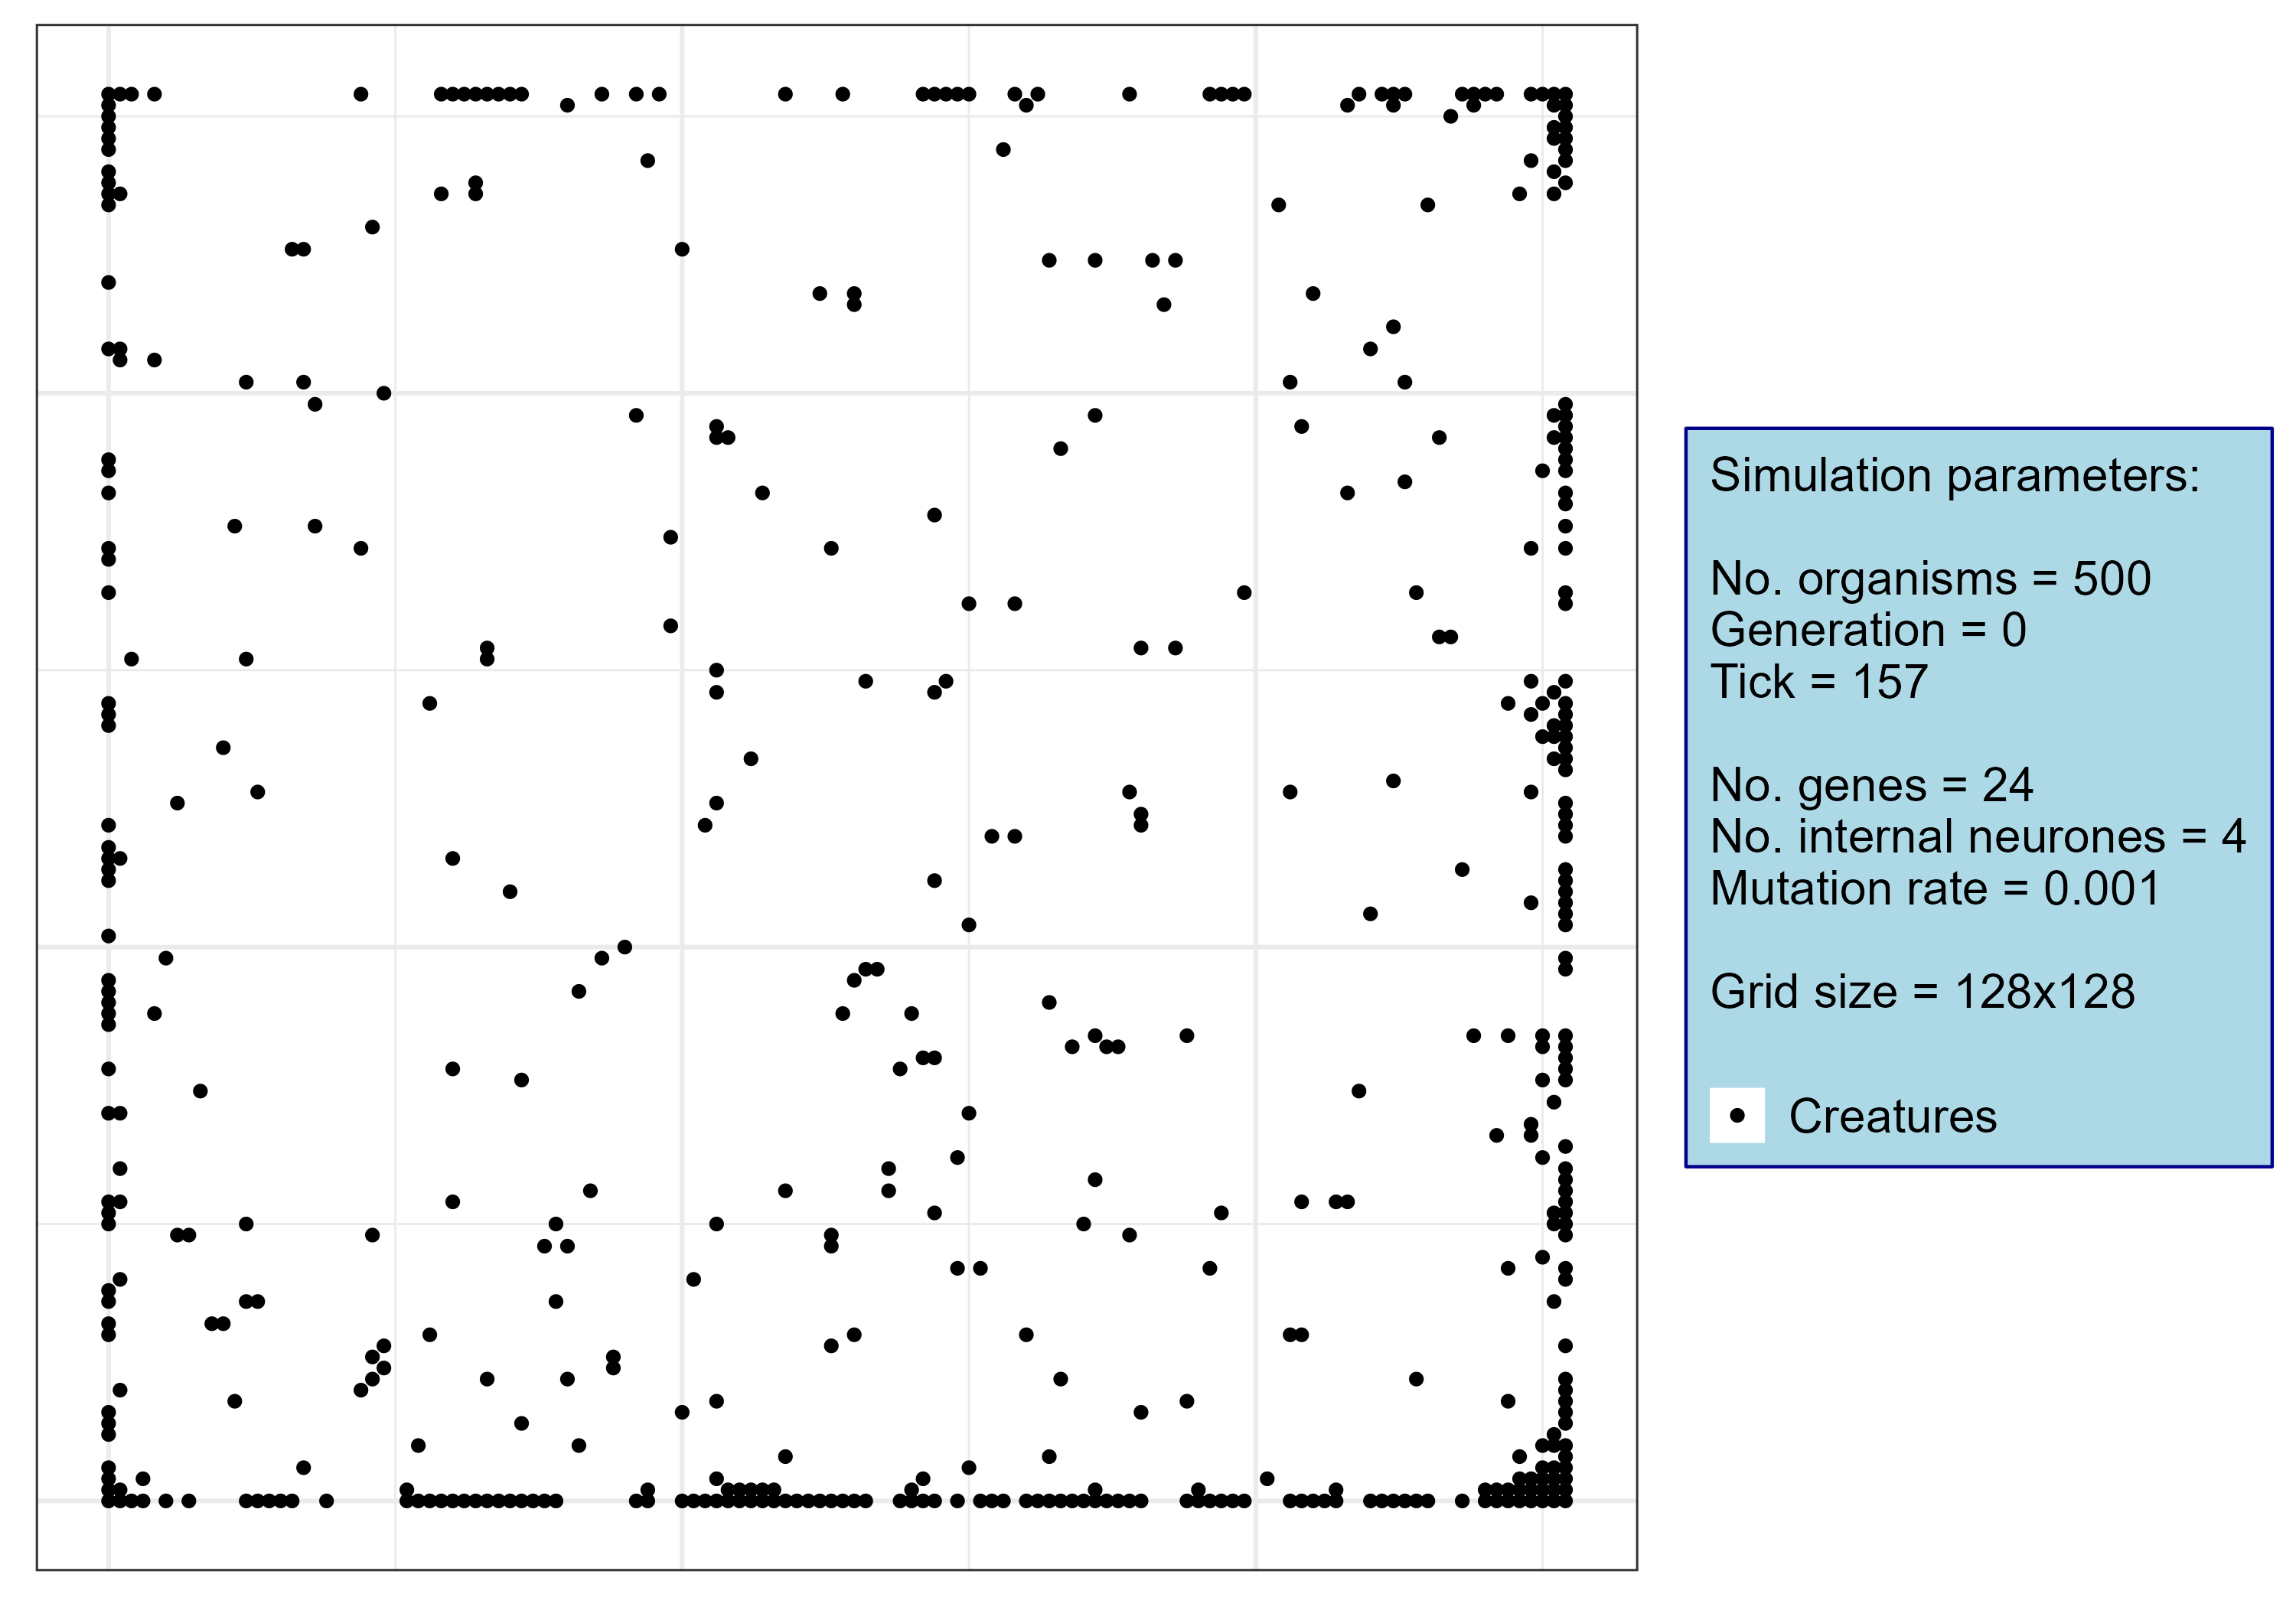 Simulation parameters:
No. organisms = 500
Generation = 0
Tick = 157
No. genes = 24
No. internal neurones = 4
Mutation rate = 0.001
Grid size = 128x128
Creatures